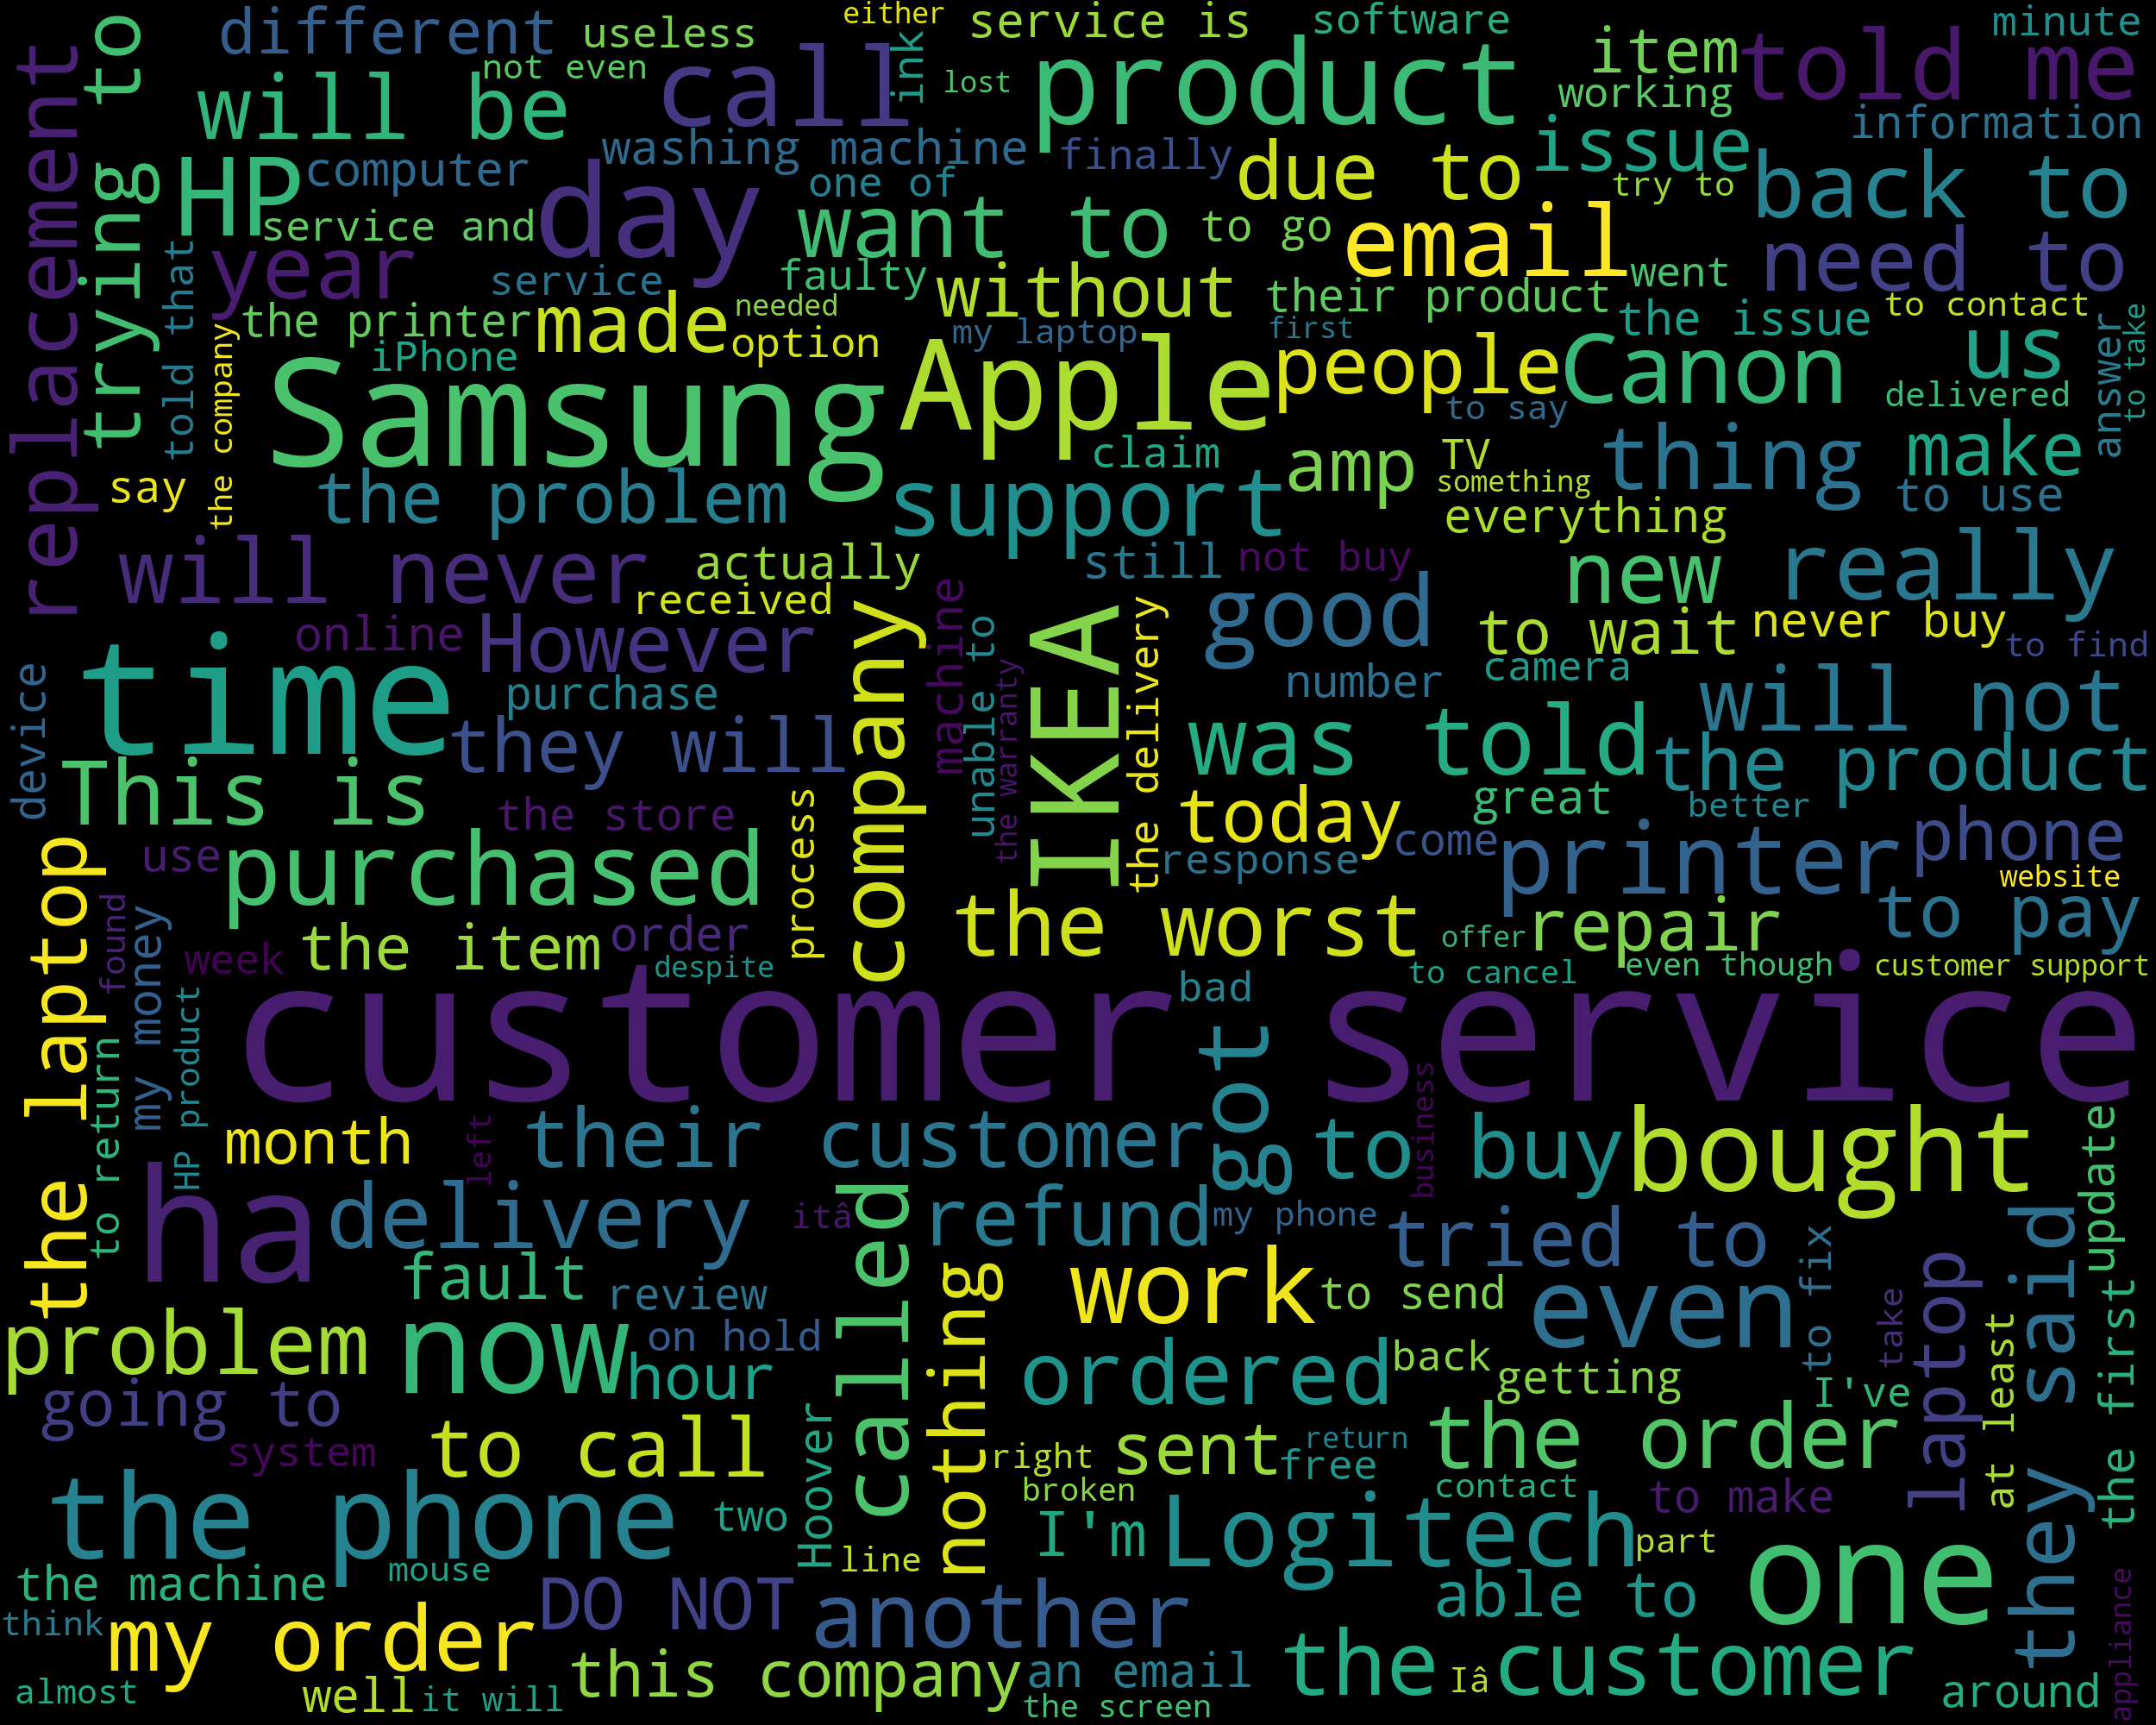 either
service is
software
minute
different
useless
trying to
replacement
not even
call
ink
lost
product
item
told me
working
will be
information
washing machine
finally
issue
due to
HP
computer
one of
try to
back to
day
want to
to go
email
need to
service and
told that
year
service
faulty
without
their product
went
the printer
made
needed
option
my laptop
first
the issue
to contact
us
answer
to take
the company
iPhone
Samsung
Apple
people
Canon
delivered
to say
say
the problem
claim
support
amp
TV
something
everything
thing
make
to use
will never
actually
received
still
not buy
good
new
really
online
However
company
machine
unable to
IKEA
the delivery
to wait
never buy
to find
device
time
purchase
the warranty
number
camera
will not
they will
was told
the product
This is
the store
process
today
great
better
the laptop
use
purchased
response
come
printer
phone
website
found
my money
week
the item
order
despite
the worst
offer
repair
to pay
to cancel
even though
customer support
customer service
bad
got
to return
HP product
month
left
their customer
to buy
business
bought
update
ha
delivery
itâ
called
refund
my phone
tried to
they said
fault
review
nothing
work
to send
even
to fix
take
laptop
at least
the first
problem
now
on hold
hour
ordered
back
getting
I've
going to
system
to call
Hoover
right
sent
return
free
the order
the phone
two
broken
contact
to make
I'm
Logitech
part
one
line
the machine
mouse
think
my order
DO NOT
another
able to
appliance
almost
well
it will
this company
an email
the screen
the customer
Iâ
around